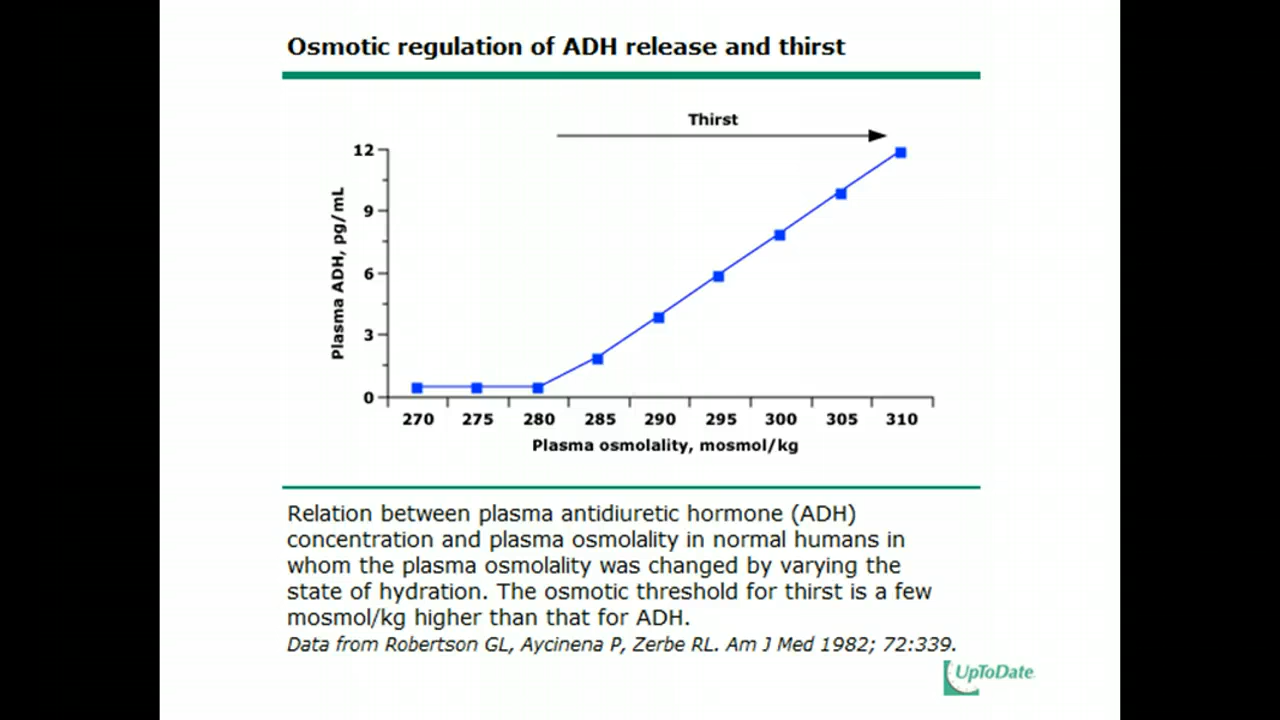 Osmotic regulation of ADH release and thirst
Thirst
12
9
6
3
0
Plasma ADH, pg/mL
270 275 280 285 290 295 300 305 310
Plasma osmolality, mosmol/kg
Relation between plasma antidiuretic hormone (ADH)
concentration and plasma osmolality in normal humans in
whom the plasma osmolality was changed by varying the
state of hydration. The osmotic threshold for thirst is a few
mosmol/kg higher than that for ADH.
Data from Robertson GL, Aycinena P, Zerbe RL. Am J Med 1982; 72:339.
UpToDate